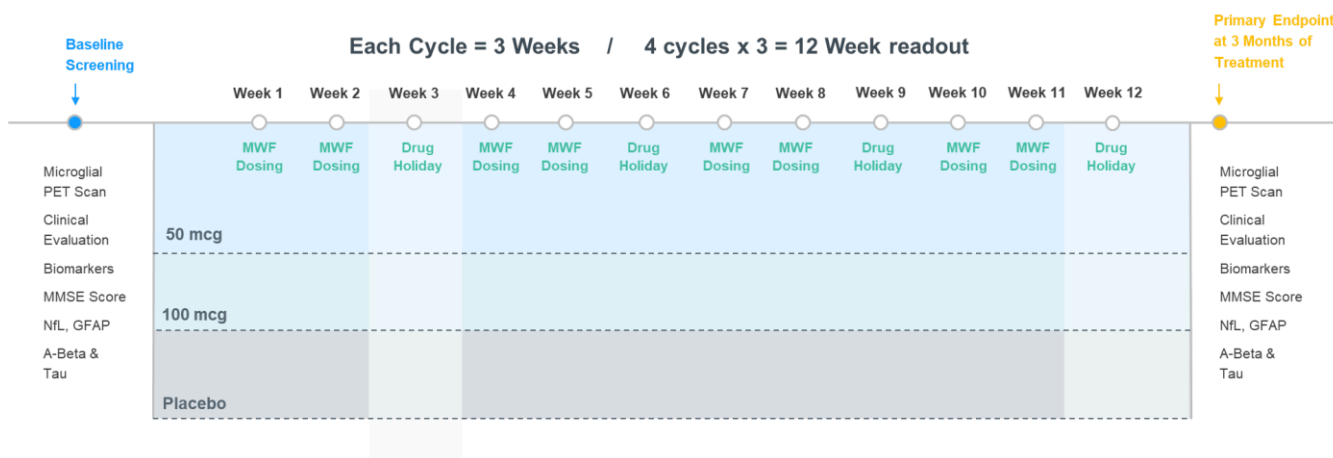 Baseline
Screening
Each Cycle = 3 Weeks / 4 cycles x 3 = 12 Week readout
Primary Endpoint
at 3 Months of
Treatment
Week 1
Week 2
Week 3
Week 4
Week 5
Week 6
Week 7
Week 8
Week 9
Week 10
Week 11
Week 12
MWF
Dosing
MWF
Dosing
Drug
Holiday
MWF
Dosing
MWF
Dosing
Drug
Holiday
MWF
Dosing
MWF
Dosing
Drug
Holiday
MWF
Dosing
MWF
Dosing
Drug
Holiday
Microglial
PET Scan
Clinical
Evaluation
Biomarkers
MMSE Score
NfL, GFAP
A-Beta &
Tau
50 mcg
100 mcg
Placebo
Microglial
PET Scan
Clinical
Evaluation
Biomarkers
MMSE Score
NfL, GFAP
A-Beta &
Tau